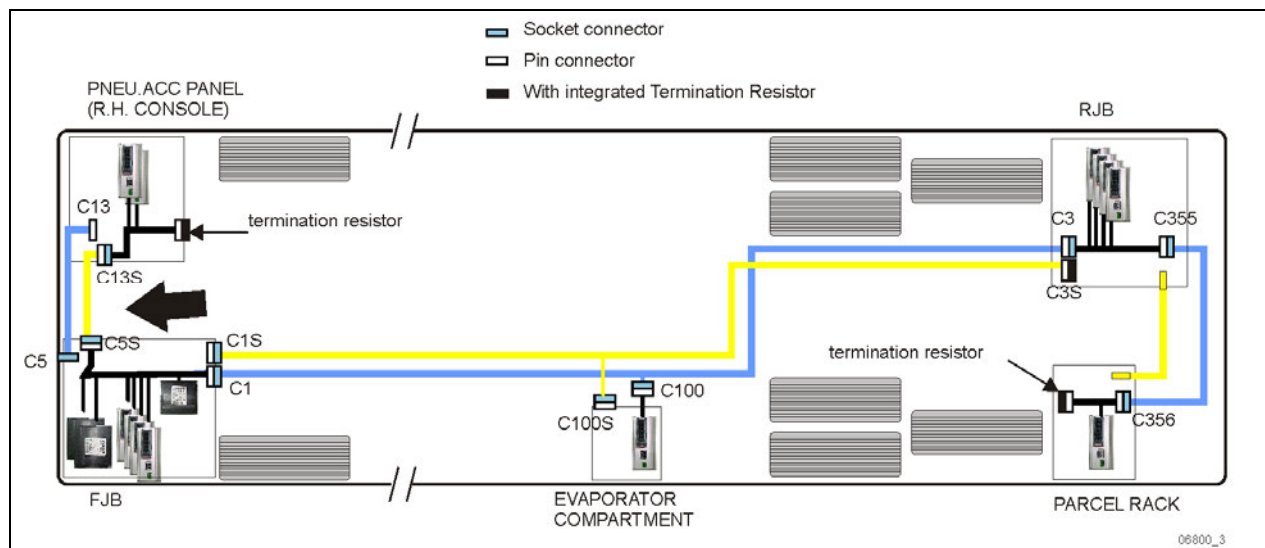 Socket connector
Pin connector
With integrated Termination Resistor
PNEU.ACC PANEL
(R.H. CONSOLE)
RJB
C13
termination resistor
C3
C355
C13S
C3S
C5
C5S
C1S
C1
termination resistor
C100
C100S
C356
FJB
EVAPORATOR
COMPARTMENT
PARCEL RACK
06800_3